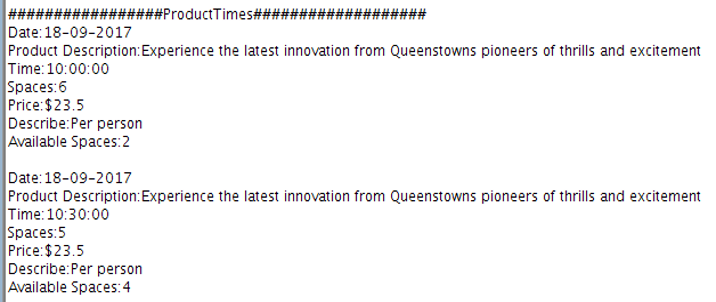 #################ProductTimes###################
Date:18-09-2017
Product Description:Experience the latest innovation from Queenstowns pioneers of thrills and excitement
Time:10:00:00
Spaces:6
Price:$23.5
Describe:Per person
Available Spaces:2
Date:18-09-2017
Product Description:Experience the latest innovation from Queenstowns pioneers of thrills and excitement
Time:10:30:00
Spaces:5
Price:$23.5
Describe:Per person
Available Spaces:4